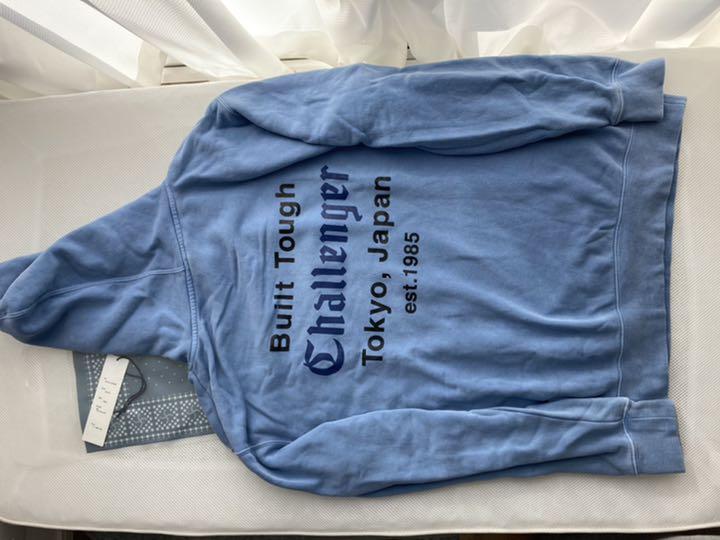 Built Tough
Challenger
Tokyo, Japan
est.1985